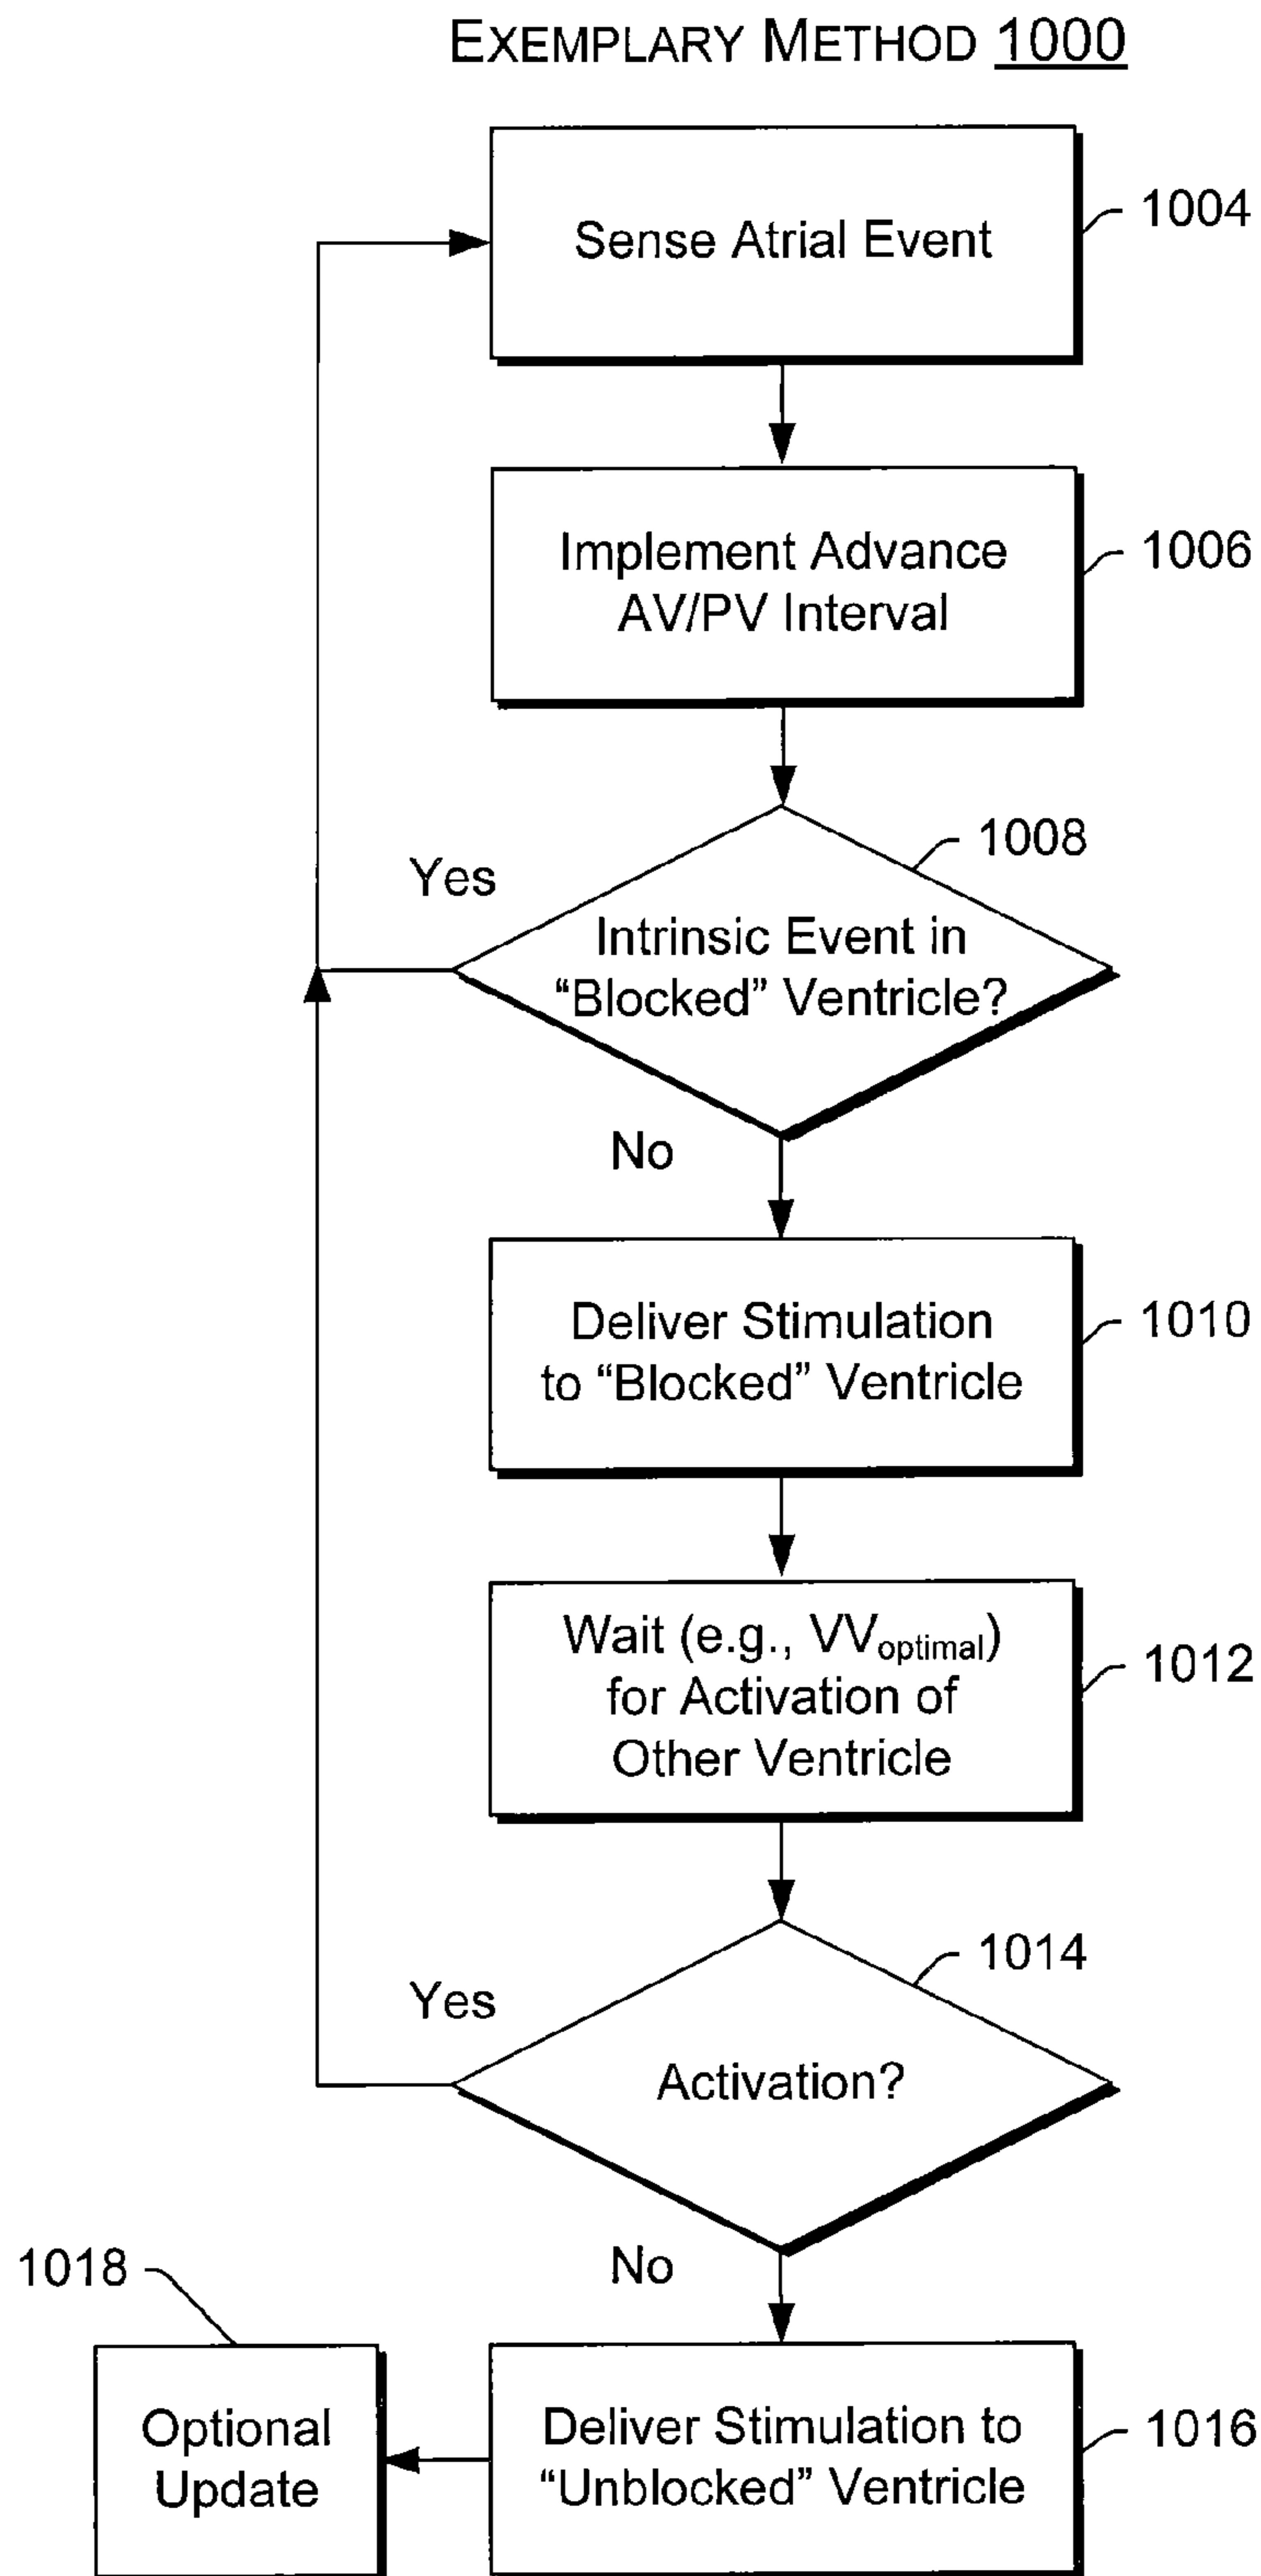 EXEMPLARY METHOD 1000
Sense Atrial Event
1004
Implement Advance
AV/PV Interval
1006
1008
Yes
Intrinsic Event in
“Blocked” Ventricle?
No
Deliver Stimulation
to “Blocked” Ventricle
1010
Wait (e.g., VVoptimal)
for Activation of
Other Ventricle
1012
1014
Yes
Activation?
No
1018
Optional
Update
Deliver Stimulation to
“Unblocked” Ventricle
1016